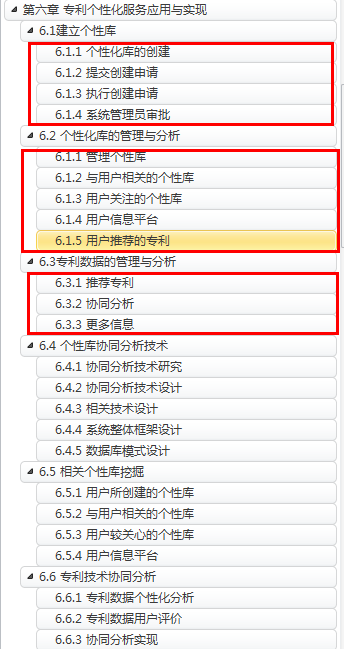 第六章 专利个性化服务应用与实现
6.1建立个性库
6.1.1 个性化库的创建
6.1.2 提交创建申请
6.1.3 执行创建申请
6.1.4 系统管理员审批
6.2 个性化库的管理与分析
6.1.1 管理个性库
6.1.2 与用户相关的个性库
6.1.3 用户关注的个性库
6.1.4 用户信息平台
6.1.5 用户推荐的专利
6.3专利数据的管理与分析
6.3.1 推荐专利
6.3.2 协同分析
6.3.3 更多信息
6.4 个性库协同分析技术
6.4.1 协同分析技术研究
6.4.2 协同分析技术设计
6.4.3 相关技术设计
6.4.4 系统整体框架设计
6.4.5 数据库模式设计
6.5 相关个性库挖掘
6.5.1 用户所创建的个性库
6.5.2 与用户相关的个性库
6.5.3 用户较关心的个性库
6.5.4 用户信息平台
6.6 专利技术协同分析
6.6.1 专利数据个性化分析
6.6.2 专利数据用户评价
6.6.3 协同分析实现